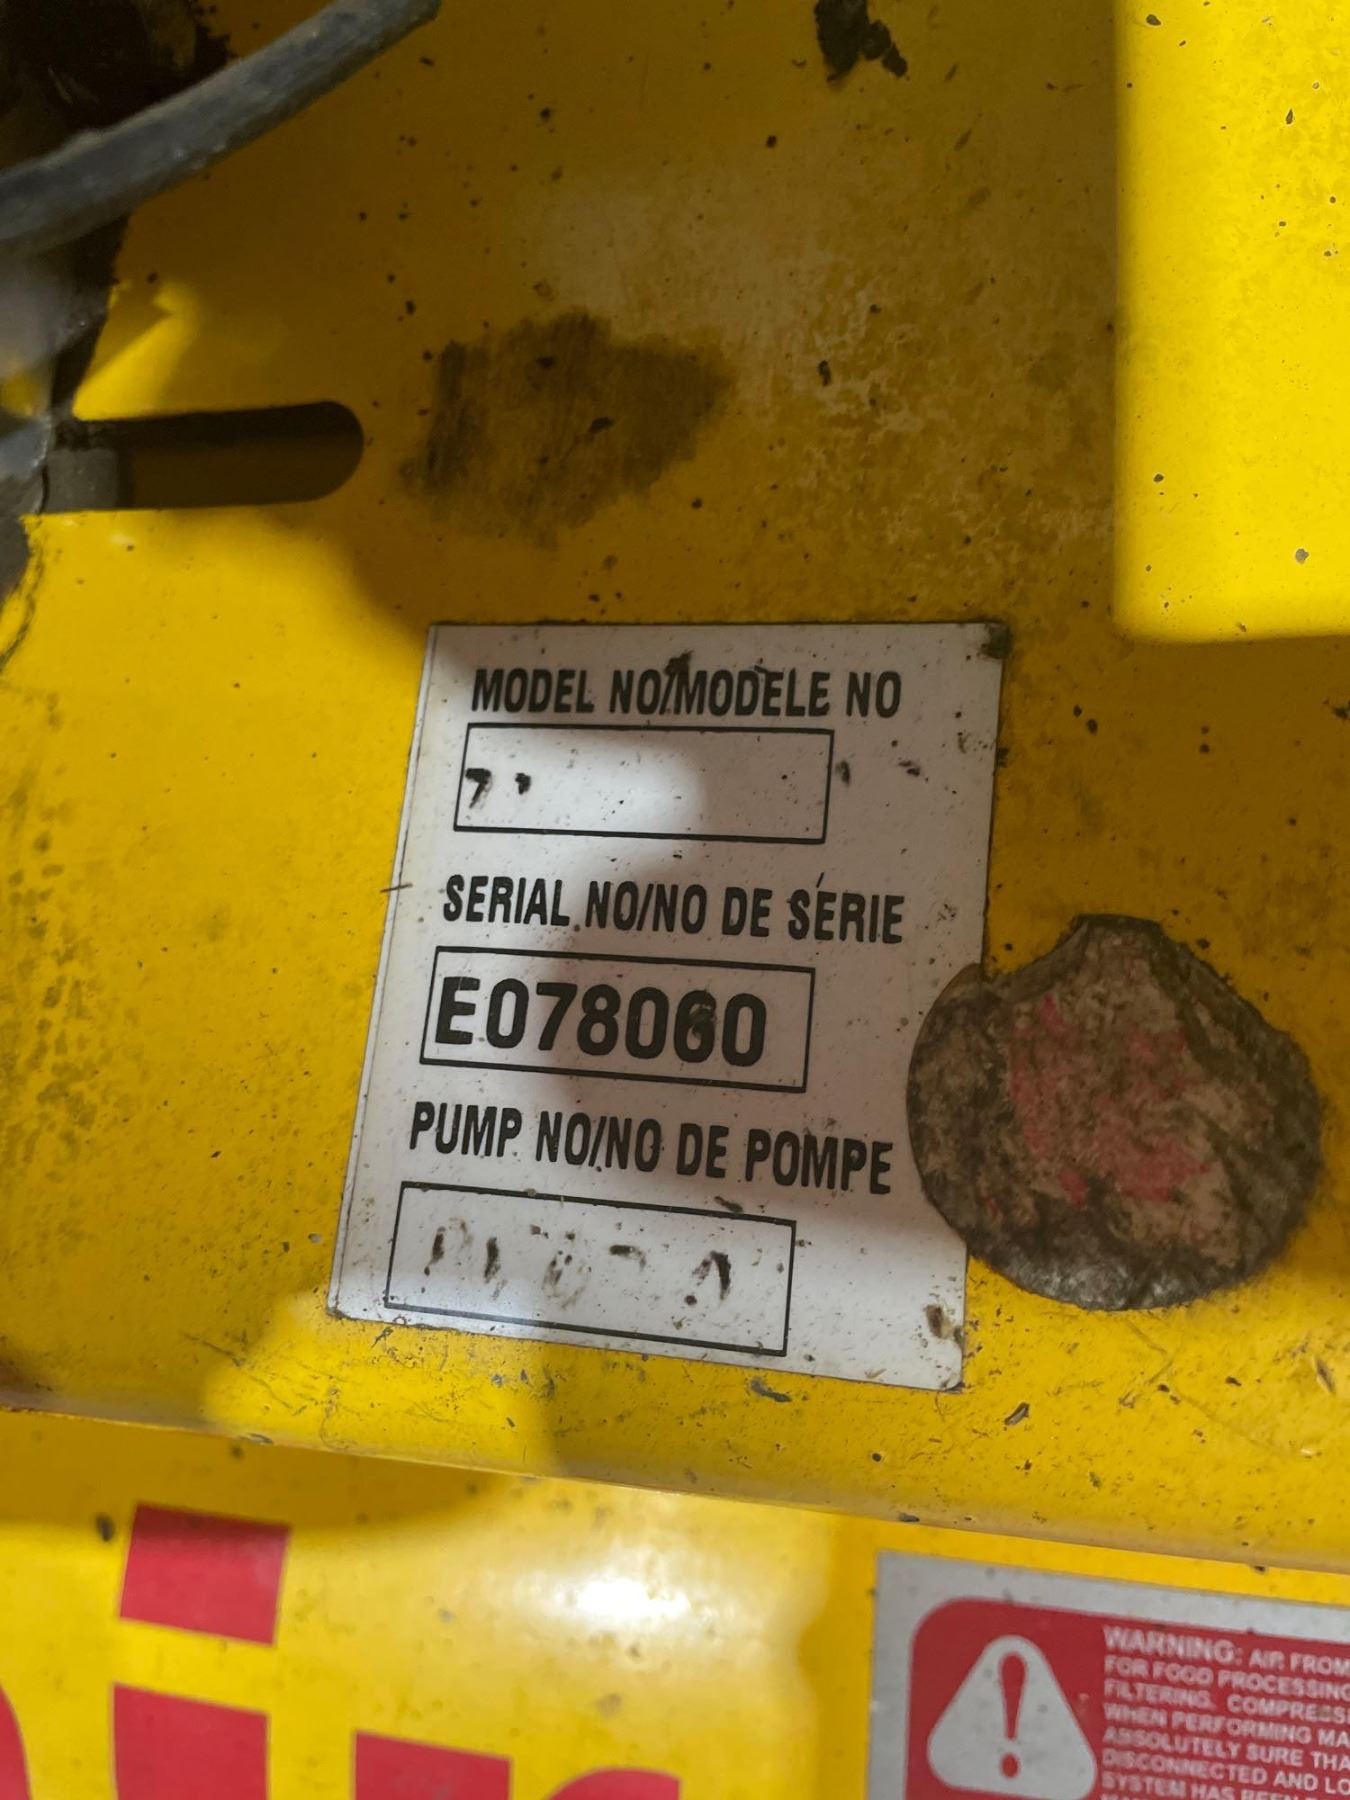 MODEL NO/MODELE NO
SERIAL NO/NO DE SÉRIE
E078060
PUMP NO/NO DE POMPE
WARNING: AIR FROM
FOR FOOD PROCESSING
FILTERING. COMPRESS
WHEN PERFORMING MA
ABSOLUTELY SURE THA
DISCONNECTED AND LO
SYSTEM HAS BEEN